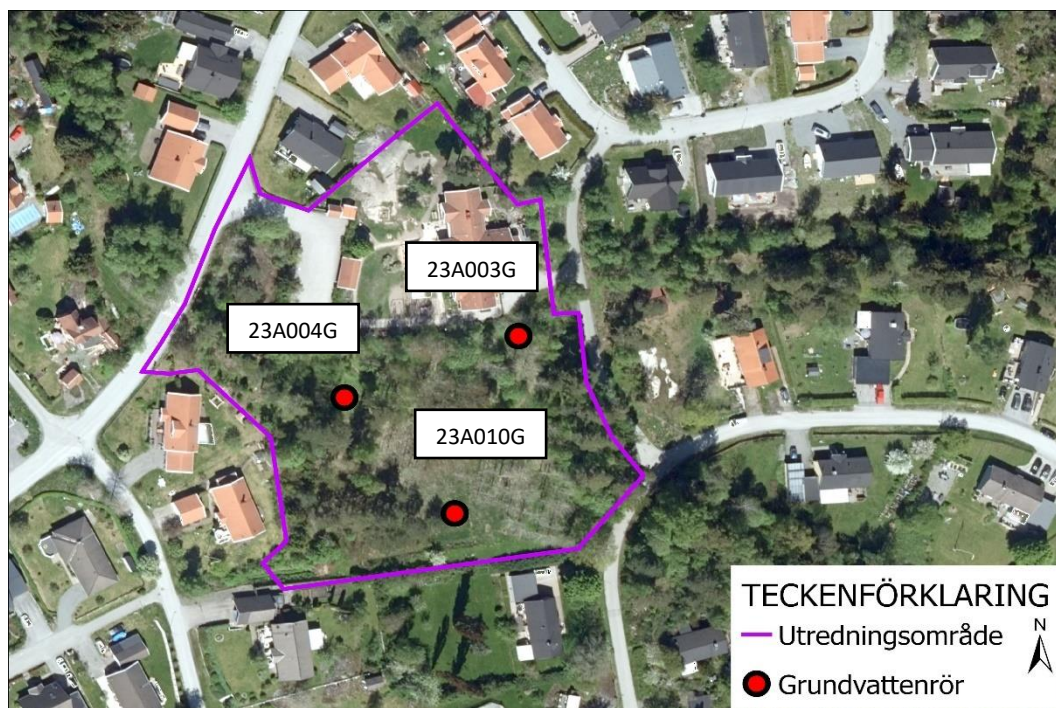 23A003G
23A004G
23A010G
TECKENFÖRKLARING
Utredningsområde
N
Grundvattenrör